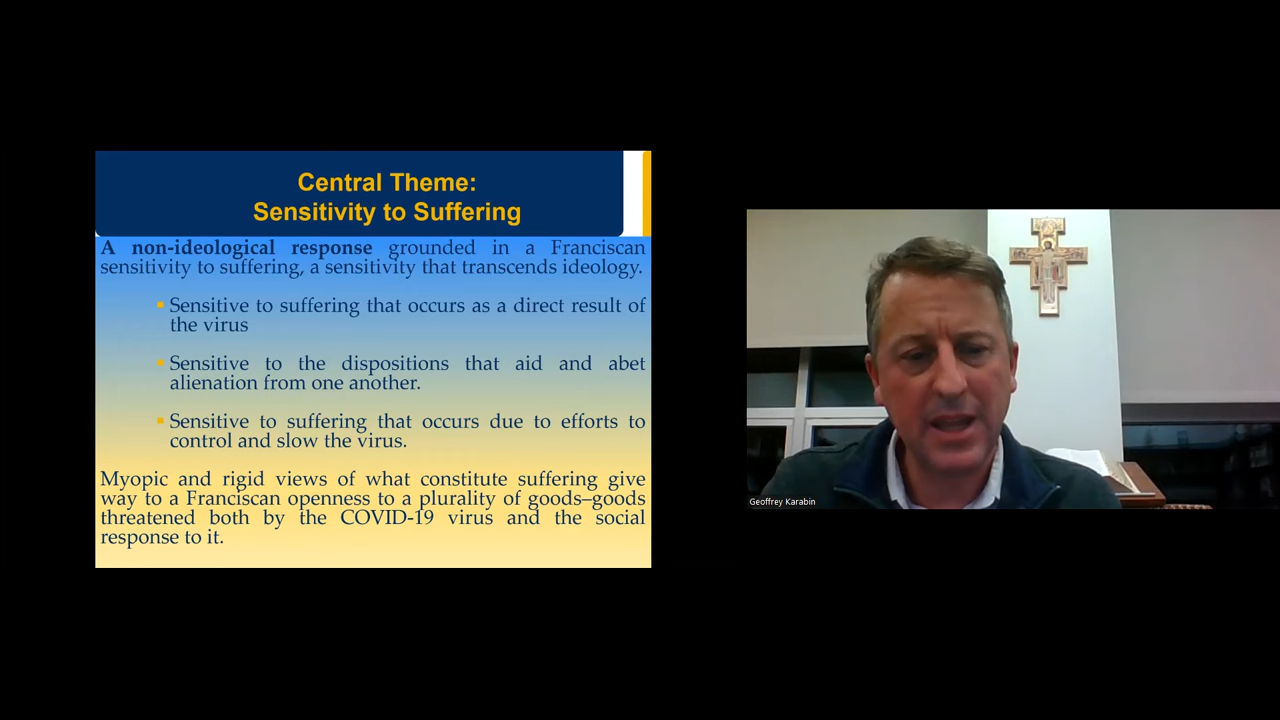 Central Theme:
Sensitivity to Suffering
A non-ideological response grounded in a Franciscan
sensitivity to suffering, a sensitivity that transcends ideology.
Sensitive to suffering that occurs as a direct result of
the virus
Sensitive to the dispositions that aid and abet
alienation from one another.
Sensitive to suffering that occurs due to efforts to
control and slow the virus.
Myopic and rigid views of what constitute suffering give
way to a Franciscan openness to a plurality of goods–goods
threatened both by the COVID-19 virus and the social
response to it.
Geoffrey Karabin